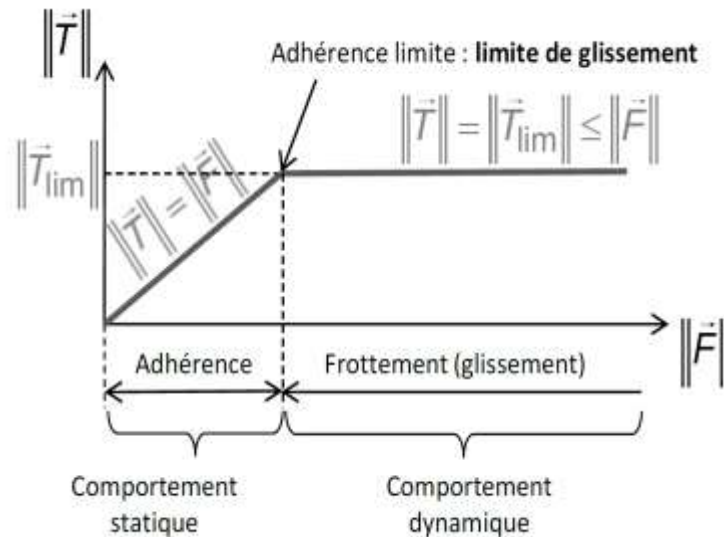 ‖T⃗‖
Adhérence limite : limite de glissement
‖T⃗‖ = ‖T⃗lim‖ ≤ ‖F⃗‖
‖T⃗lim‖
‖T⃗‖ = ‖F⃗‖
‖F⃗|
Adhérence
Frottement (glissement)
Comportement
statique
Comportement
dynamique